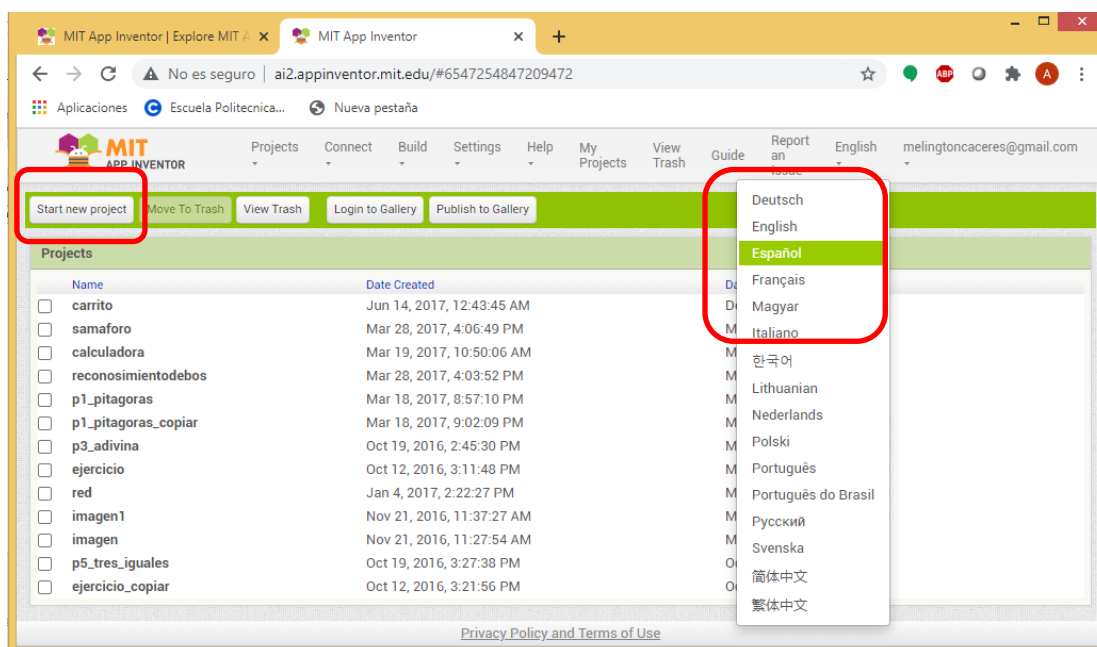 MIT App Inventor | Explore MIT A
MIT App Inventor
No es seguro | ai2.appinventor.mit.edu/#6547254847209472
ABP
A
Aplicaciones
Escuela Politecnica...
Nueva pestaña
MIT
APP INVENTOR
Projects
Connect
Build
Settings
Help
My Projects
View Trash
Guide
Report an Issue
English
melingtoncaceres@gmail.com
Start new project
Move To Trash
View Trash
Login to Gallery
Publish to Gallery
Projects
Name Date Created
carrito Jun 14, 2017, 12:43:45 AM
samaforo Mar 28, 2017, 4:06:49 PM
calculadora Mar 19, 2017, 10:50:06 AM
reconosimientodebos Mar 28, 2017, 4:03:52 PM
p1_pitagoras Mar 18, 2017, 8:57:10 PM
p1_pitagoras_copiar Mar 18, 2017, 9:02:09 PM
p3_adivina Oct 19, 2016, 2:45:30 PM
ejercicio Oct 12, 2016, 3:11:48 PM
red Jan 4, 2017, 2:22:27 PM
imagen1 Nov 21, 2016, 11:37:27 AM
imagen Nov 21, 2016, 11:27:54 AM
p5_tres_iguales Oct 19, 2016, 3:27:38 PM
ejercicio_copiar Oct 12, 2016, 3:21:56 PM
Deutsch
English
Español
Français
Magyar
Italiano
한국어
Lithuanian
Nederlands
Polski
Português
Português do Brasil
Русский
Svenska
简体中文
繁体中文
Privacy Policy and Terms of Use